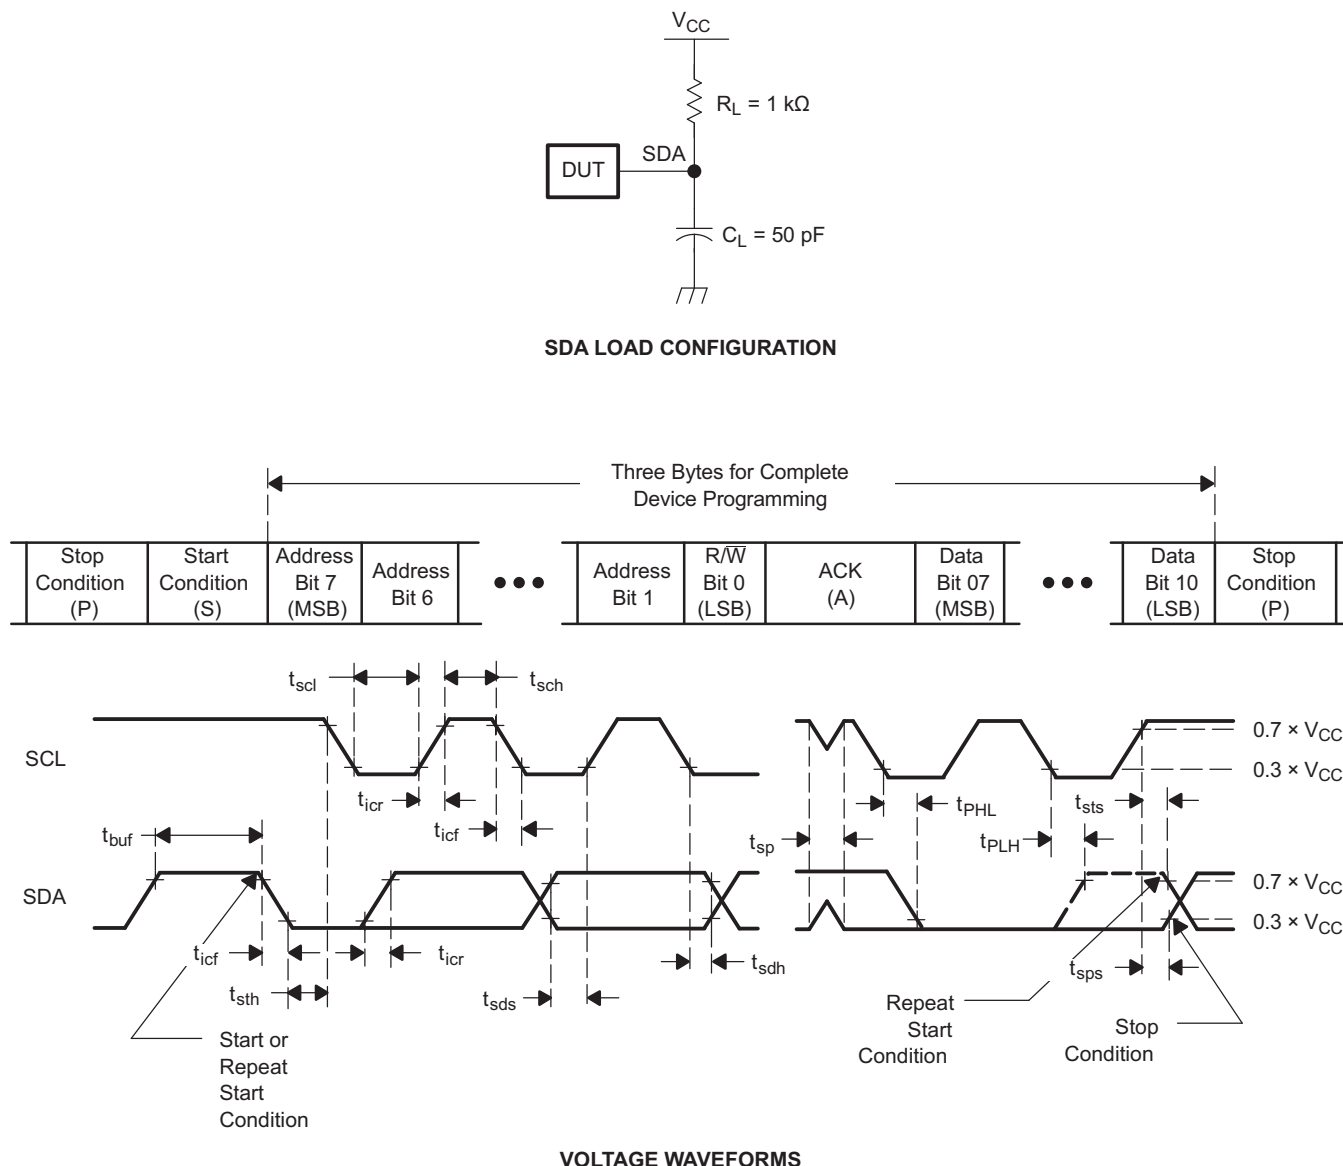 VCC
RL = 1 kΩ
DUT
SDA
CL = 50 pF
SDA LOAD CONFIGURATION
Three Bytes for Complete
Device Programming
Stop
Condition
(P)
Start
Condition
(S)
Address
Bit 7
(MSB)
Address
Bit 6
•••
Address
Bit 1
R/W̅
Bit 0
(LSB)
ACK
(A)
Data
Bit 07
(MSB)
•••
Data
Bit 10
(LSB)
Stop
Condition
(P)
tscl
tsch
SCL
0.7 × VCC
0.3 × VCC
ticr
ticf
tPHL
tsts
tbuf
tsp
tPLH
SDA
0.7 × VCC
0.3 × VCC
ticf
ticr
tsdh
tsps
tsth
tsds
Start or
Repeat
Start
Condition
Repeat
Start
Condition
Stop
Condition
VOLTAGE WAVEFORMS